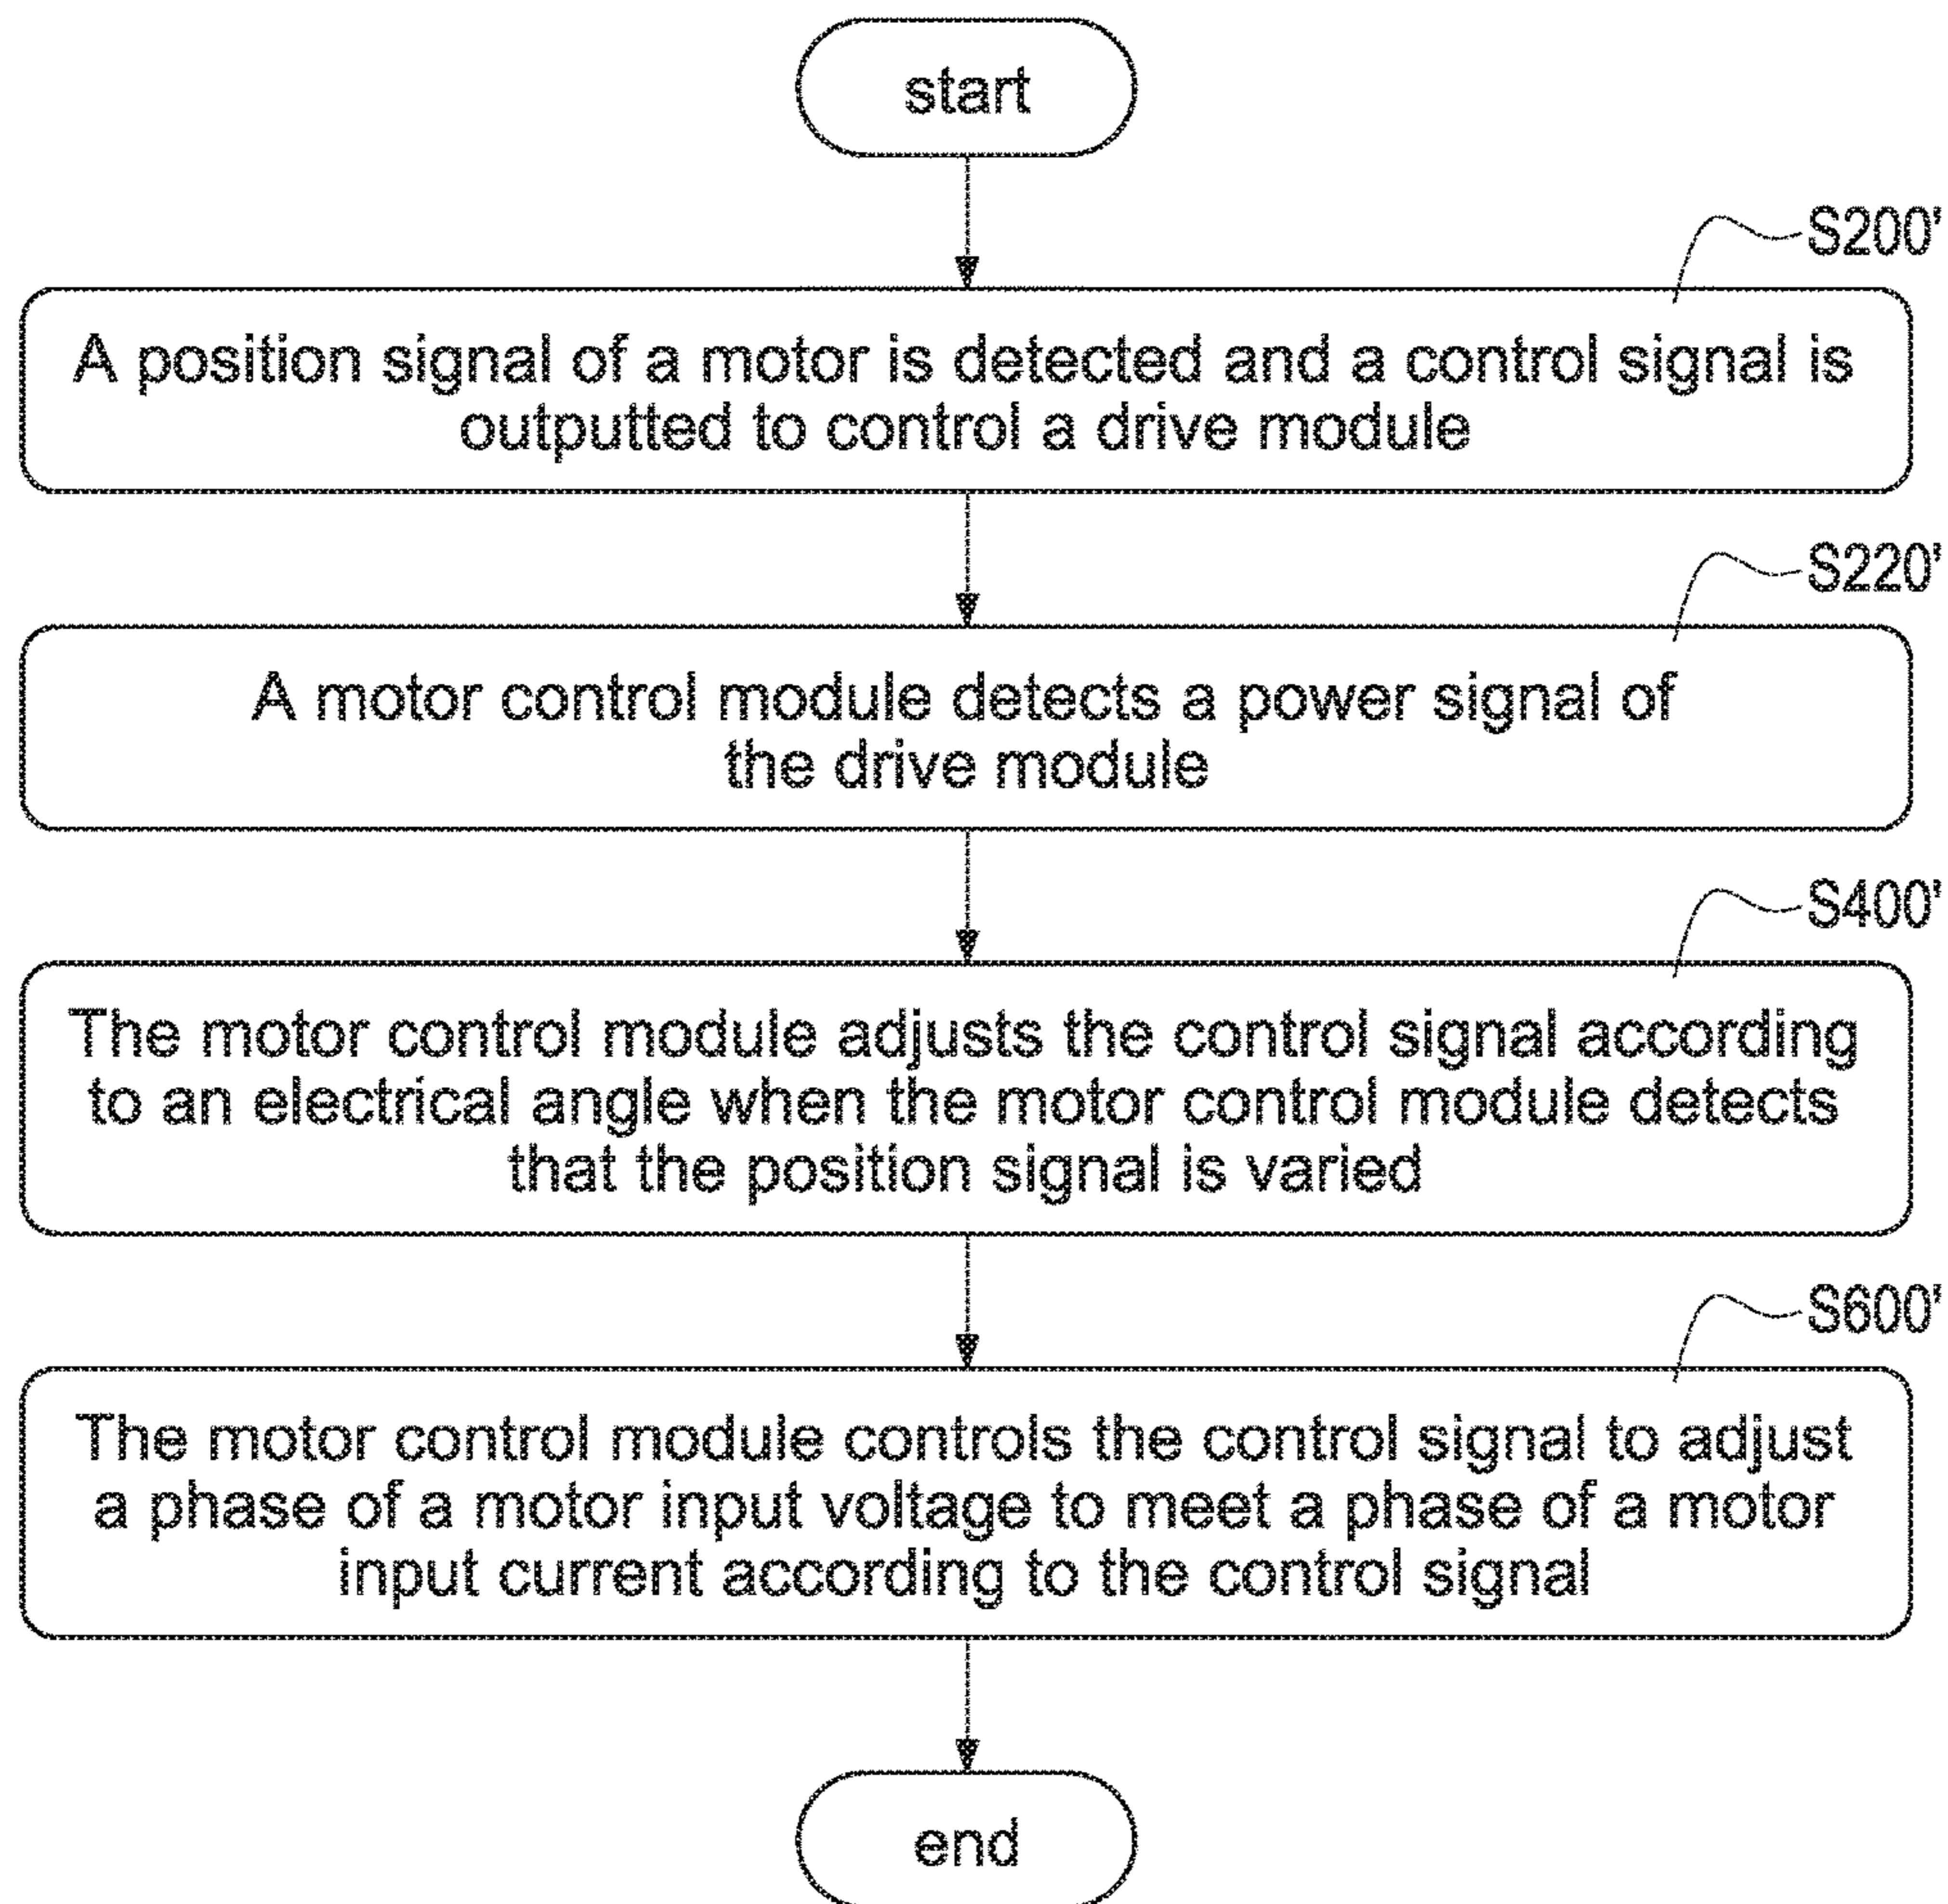 start
S200'
A position signal of a motor is detected and a control signal is
outputted to control a drive module
S220'
A motor control module detects a power signal of
the drive module
S400'
The motor control module adjusts the control signal according
to an electrical angle when the motor control module detects
that the position signal is varied
S600'
The motor control module controls the control signal to adjust
a phase of a motor input voltage to meet a phase of a motor
input current according to the control signal
end